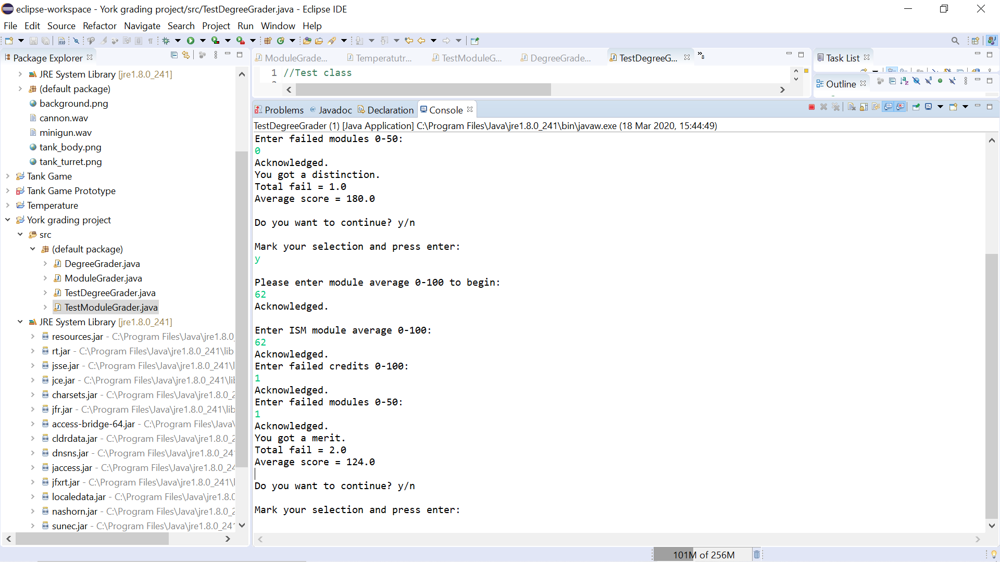 eclipse-workspace - York grading project/src/TestDegreeGrader.java - Eclipse IDE
File Edit Source Refactor Navigate Search Project Run Window Help
Package Explorer
JRE System Library [jre1.8.0_241]
(default package)
background.png
cannon.wav
minigun.wav
tank_body.png
tank_turret.png
Tank Game
Tank Game Prototype
Temperature
York grading project
src
(default package)
DegreeGrader.java
ModuleGrader.java
TestDegreeGrader.java
TestModuleGrader.java
JRE System Library [jre1.8.0_241]
resources.jar - C:\Program Files\Java\jre1.8.0_
rt.jar - C:\Program Files\Java\jre1.8.0_241\lib
jsse.jar - C:\Program Files\Java\jre1.8.0_241\l
jce.jar - C:\Program Files\Java\jre1.8.0_241\lib
charsets.jar - C:\Program Files\Java\jre1.8.0_2
jfr.jar - C:\Program Files\Java\jre1.8.0_241\lib
access-bridge-64.jar - C:\Program Files\Java\
cldrdata.jar - C:\Program Files\Java\jre1.8.0_2
dnsns.jar - C:\Program Files\Java\jre1.8.0_241
jaccess.jar - C:\Program Files\Java\jre1.8.0_24
jfxrt.jar - C:\Program Files\Java\jre1.8.0_241\l
localedata.jar - C:\Program Files\Java\jre1.8.0
nashorn.jar - C:\Program Files\Java\jre1.8.0_2
sunec.jar - C:\Program Files\Java\jre1.8.0_241
ModuleGrade... Temperatutr... TestModuleG... DegreeGrade... TestDegreeG... »8
1 //Test class
Task List
Outline
Problems @ Javadoc Declaration Console
TestDegreeGrader (1) [Java Application] C:\Program Files\Java\jre1.8.0_241\bin\javaw.exe (18 Mar 2020, 15:44:49)
Enter failed modules 0-50:
0
Acknowledged.
You got a distinction.
Total fail = 1.0
Average score = 180.0
Do you want to continue? y/n
Mark your selection and press enter:
y
Please enter module average 0-100 to begin:
62
Acknowledged.
Enter ISM module average 0-100:
62
Acknowledged.
Enter failed credits 0-100:
1
Acknowledged.
Enter failed modules 0-50:
1
Acknowledged.
You got a merit.
Total fail = 2.0
Average score = 124.0
Do you want to continue? y/n
Mark your selection and press enter:
101M of 256M